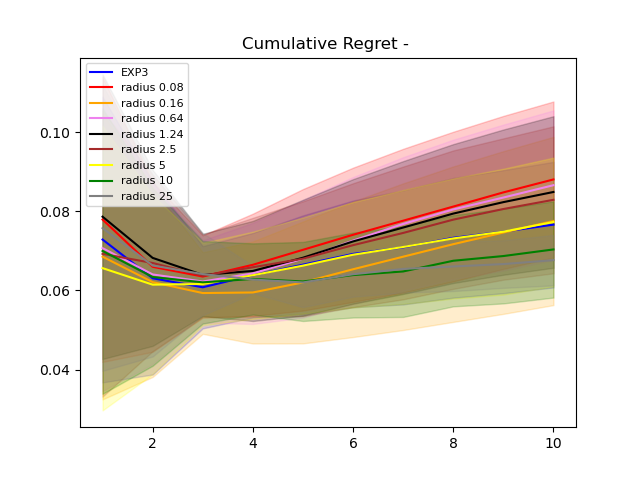 Cumulative Regret -
EXP3
radius 0.08
radius 0.16
radius 0.64
radius 1.24
radius 2.5
radius 5
radius 10
radius 25
0.10
0.08
0.06
0.04
2 4 6 8 10